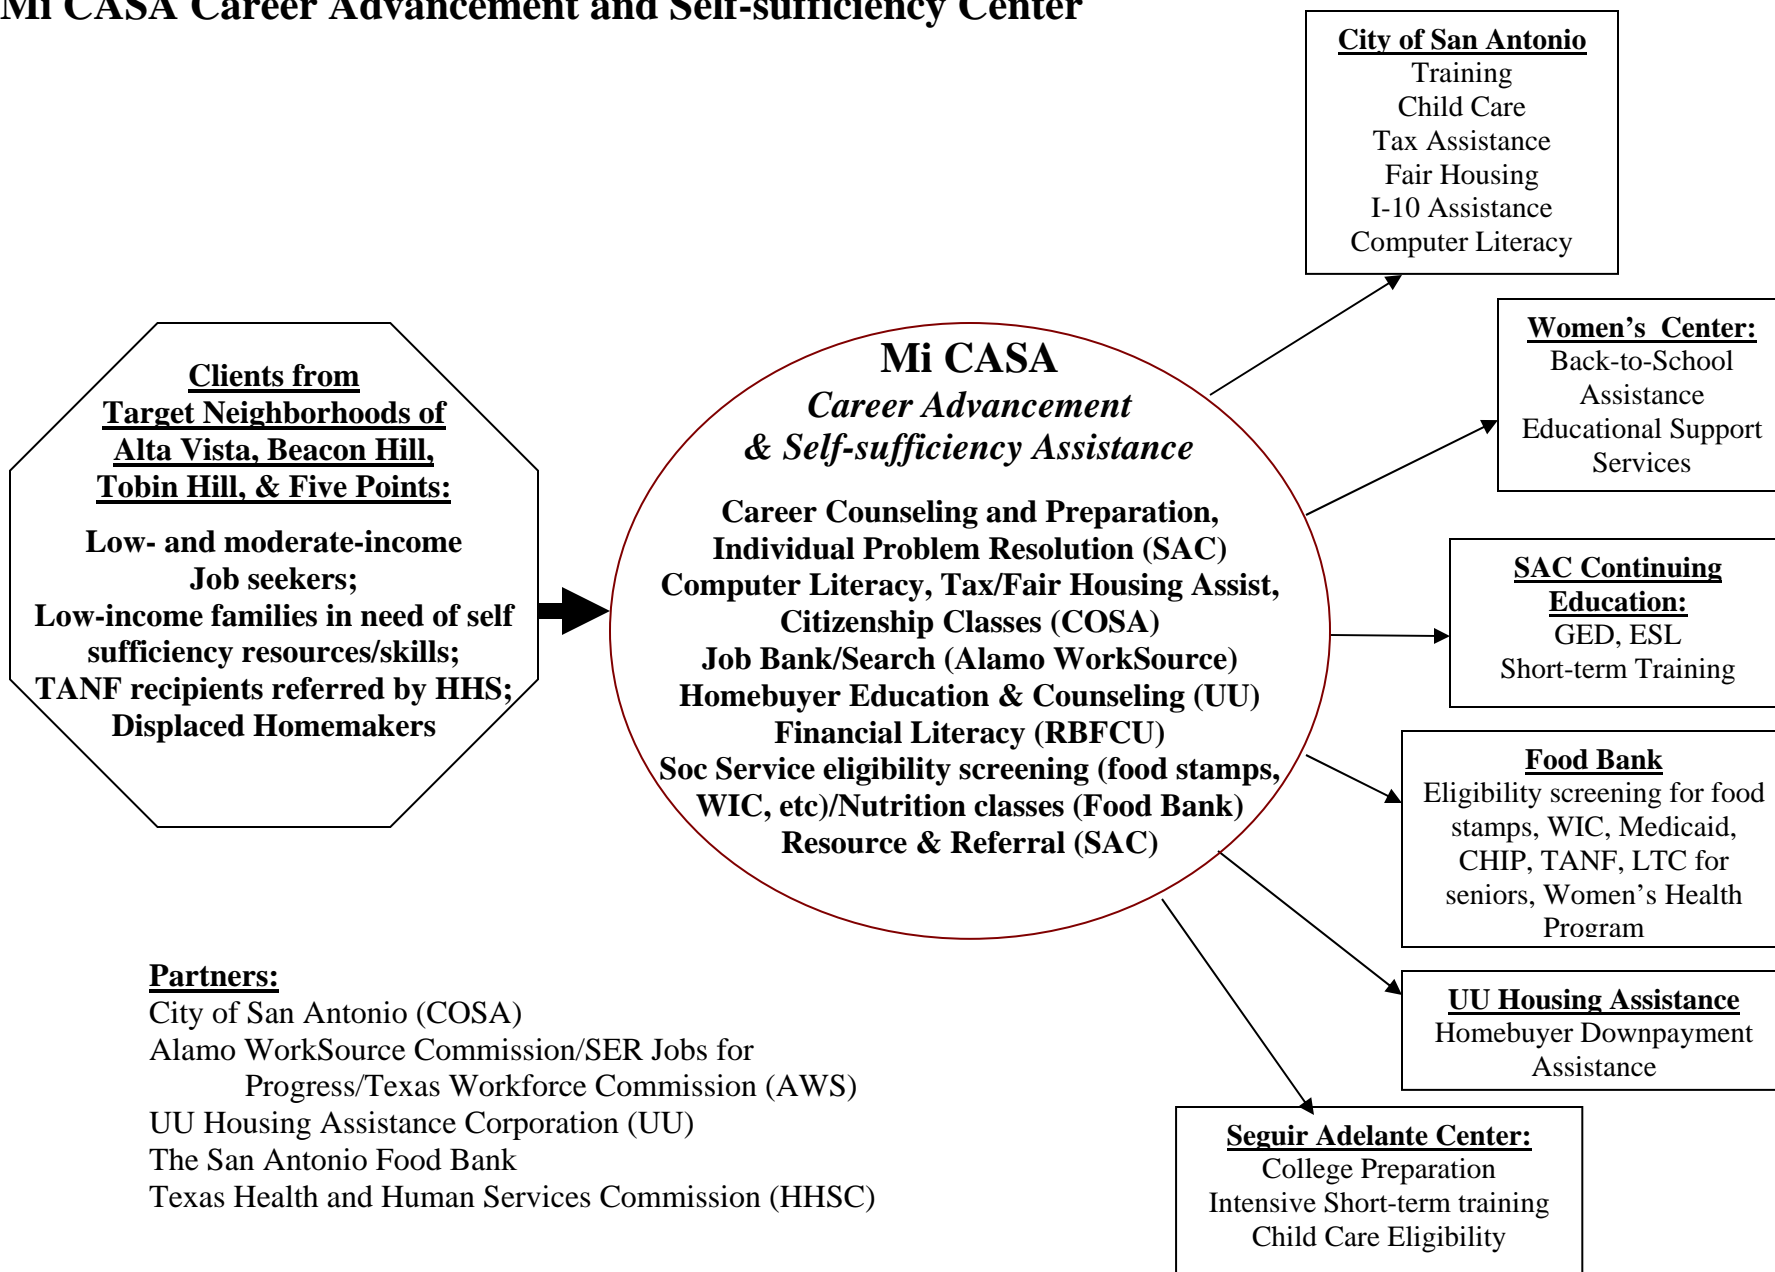 Mi CASA Career Advancement and Self-sufficiency Center
City of San Antonio
Training
Child Care
Tax Assistance
Fair Housing
I-10 Assistance
Computer Literacy
Women’s Center:
Back-to-School
Assistance
Educational Support
Services
SAC Continuing
Education:
GED, ESL
Short-term Training
Food Bank
Eligibility screening for food
stamps, WIC, Medicaid,
CHIP, TANF, LTC for
seniors, Women’s Health
Program
UU Housing Assistance
Homebuyer Downpayment
Assistance
Seguir Adelante Center:
College Preparation
Intensive Short-term training
Child Care Eligibility
Clients from
Target Neighborhoods of
Alta Vista, Beacon Hill,
Tobin Hill, & Five Points:
Low- and moderate-income
Job seekers;
Low-income families in need of self
sufficiency resources/skills;
TANF recipients referred by HHS;
Displaced Homemakers
Mi CASA
Career Advancement
& Self-sufficiency Assistance
Career Counseling and Preparation,
Individual Problem Resolution (SAC)
Computer Literacy, Tax/Fair Housing Assist,
Citizenship Classes (COSA)
Job Bank/Search (Alamo WorkSource)
Homebuyer Education & Counseling (UU)
Financial Literacy (RBFCU)
Soc Service eligibility screening (food stamps,
WIC, etc)/Nutrition classes (Food Bank)
Resource & Referral (SAC)
Partners:
City of San Antonio (COSA)
Alamo WorkSource Commission/SER Jobs for
Progress/Texas Workforce Commission (AWS)
UU Housing Assistance Corporation (UU)
The San Antonio Food Bank
Texas Health and Human Services Commission (HHSC)